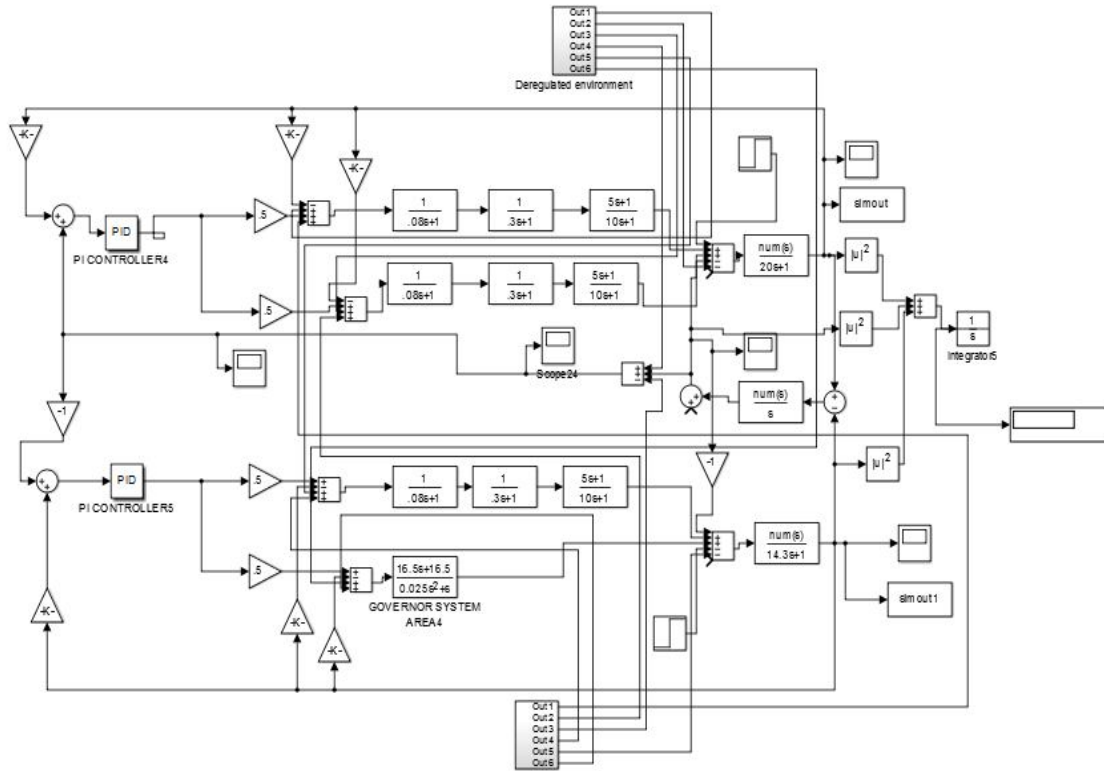 Out1
Out2
Out3
Out4
Out5
Out6
Deregulated environment
-K-
-K-
-K-
PID
PI CONTROLLER4
.5
1
.08s+1
1
.3s+1
5s+1
10s+1
num(s)
20s+1
simout
|u|²
.5
1
.08s+1
1
.3s+1
5s+1
10s+1
|u|²
1
s
Integrator5
Scope24
num(s)
s
-1
-1
|u|²
PID
PI CONTROLLER5
.5
1
.08s+1
1
.3s+1
5s+1
10s+1
num(s)
14.3s+1
.5
16.5s+16.5
0.025s²+s
GOVERNOR SYSTEM
AREA4
simout1
-K-
-K-
-K-
Out1
Out2
Out3
Out4
Out5
Out6